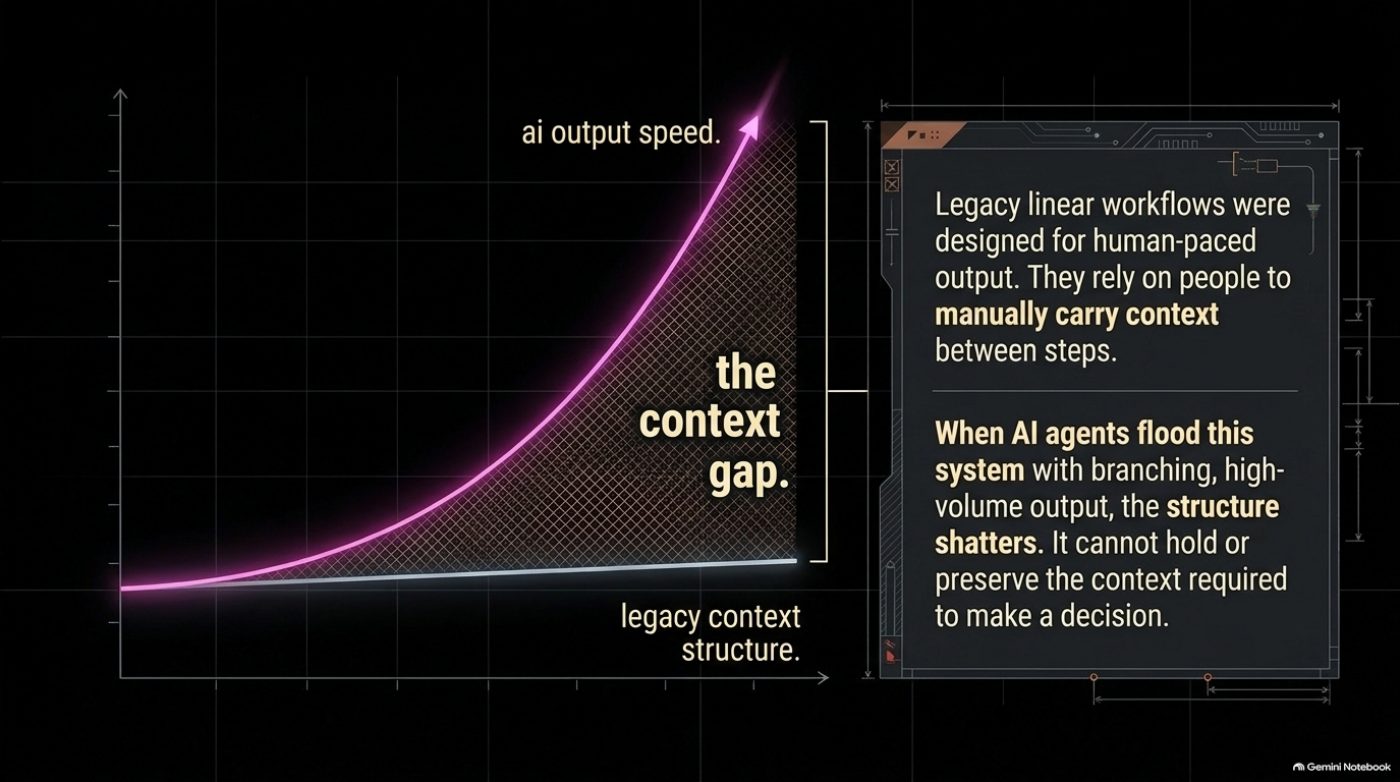 ai output speed.
the
context
gap.
legacy context
structure.
Legacy linear workflows were
designed for human-paced
output. They rely on people to
manually carry context
between steps.
When AI agents flood this
system with branching, high-
volume output, the structure
shatters. It cannot hold or
preserve the context required
to make a decision.
Gemini Notebook